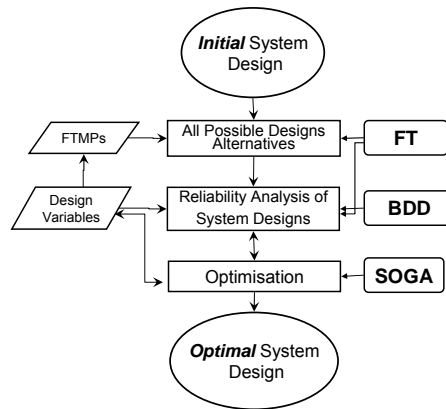 Initial System
Design
FTMPs
All Possible Designs
Alternatives
FT
Design
Variables
Reliability Analysis of
System Designs
BDD
Optimisation
SOGA
Optimal System
Design